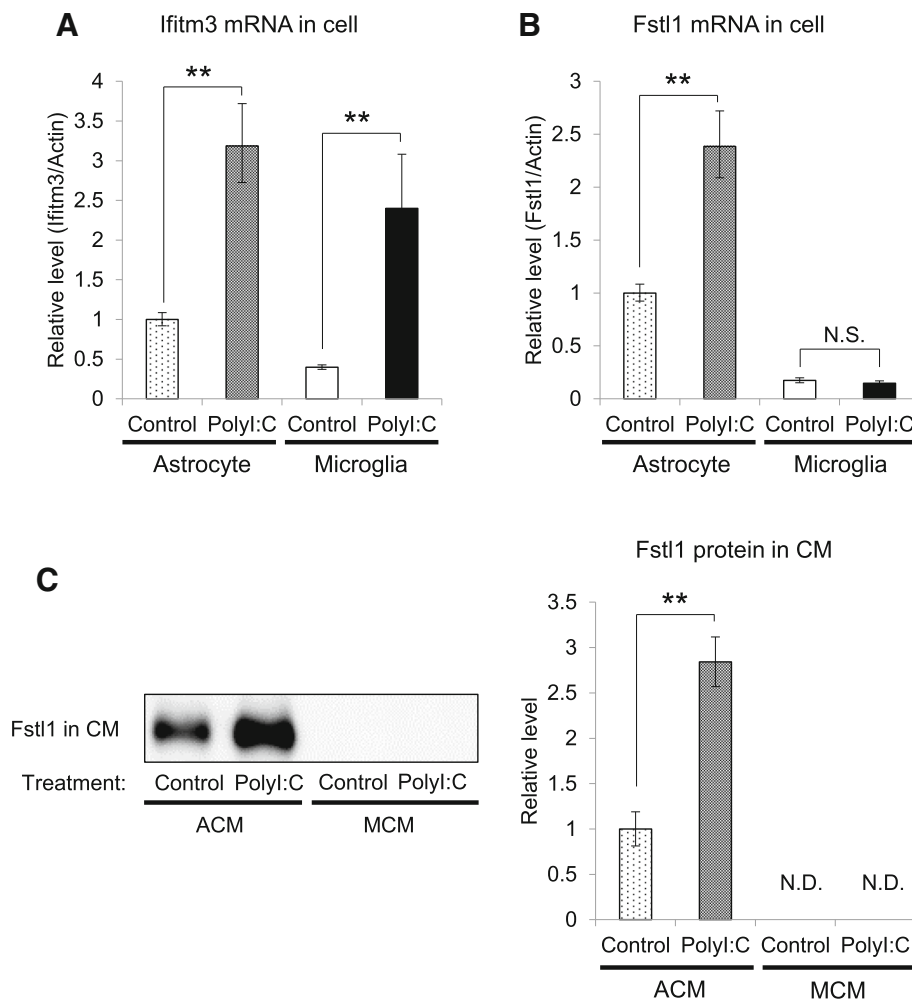 A
Ifitm3 mRNA in cell
Relative level (Ifitm3/Actin)
4
3.5
3
2.5
2
1.5
1
0.5
0
**
**
Control PolyI:C Control PolyI:C
Astrocyte Microglia
B
Fstl1 mRNA in cell
Relative level (Fstl1/Actin)
3
2.5
2
1.5
1
0.5
0
**
N.S.
Control PolyI:C Control PolyI:C
Astrocyte Microglia
C
Fstl1 in CM
Treatment: Control PolyI:C Control PolyI:C
ACM MCM
Fstl1 protein in CM
Relative level
3.5
3
2.5
2
1.5
1
0.5
0
**
N.D. N.D.
Control PolyI:C Control PolyI:C
ACM MCM